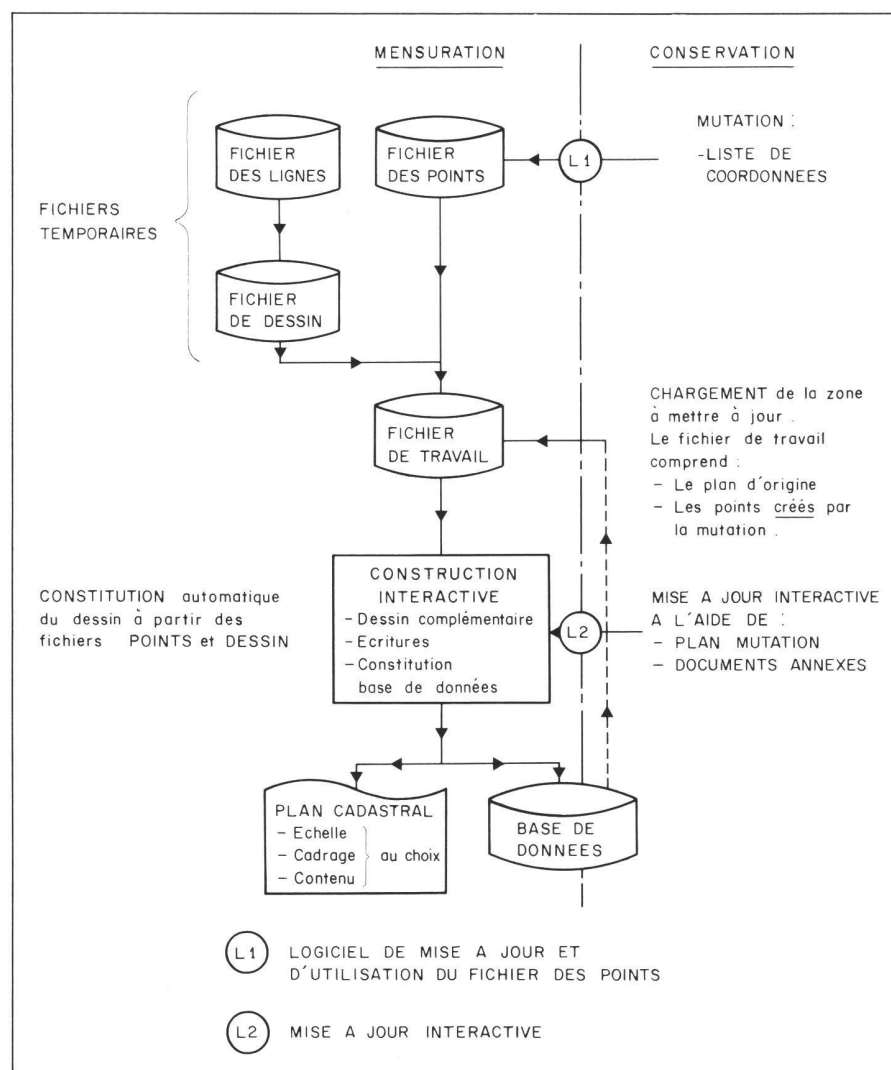 MENSURATION
CONSERVATION
FICHIER
DES LIGNES
FICHIER
DES POINTS
L1
MUTATION :
-LISTE DE
COORDONNEES
FICHIERS
TEMPORAIRES
FICHIER
DE DESSIN
FICHIER
DE TRAVAIL
CHARGEMENT de la zone
à mettre à jour .
Le fichier de travail
comprend :
- Le plan d'origine
- Les points créés par
la mutation .
CONSTITUTION automatique
du dessin à partir des
fichiers POINTS et DESSIN
CONSTRUCTION
INTERACTIVE
- Dessin complémentaire
- Ecritures
- Constitution
base de données
L2
MISE A JOUR INTERACTIVE
A L'AIDE DE :
- PLAN MUTATION
- DOCUMENTS ANNEXES
PLAN CADASTRAL
- Echelle
- Cadrage
- Contenu
au choix
BASE DE
DONNEES
L1 LOGICIEL DE MISE A JOUR ET
D'UTILISATION DU FICHIER DES POINTS
L2 MISE A JOUR INTERACTIVE